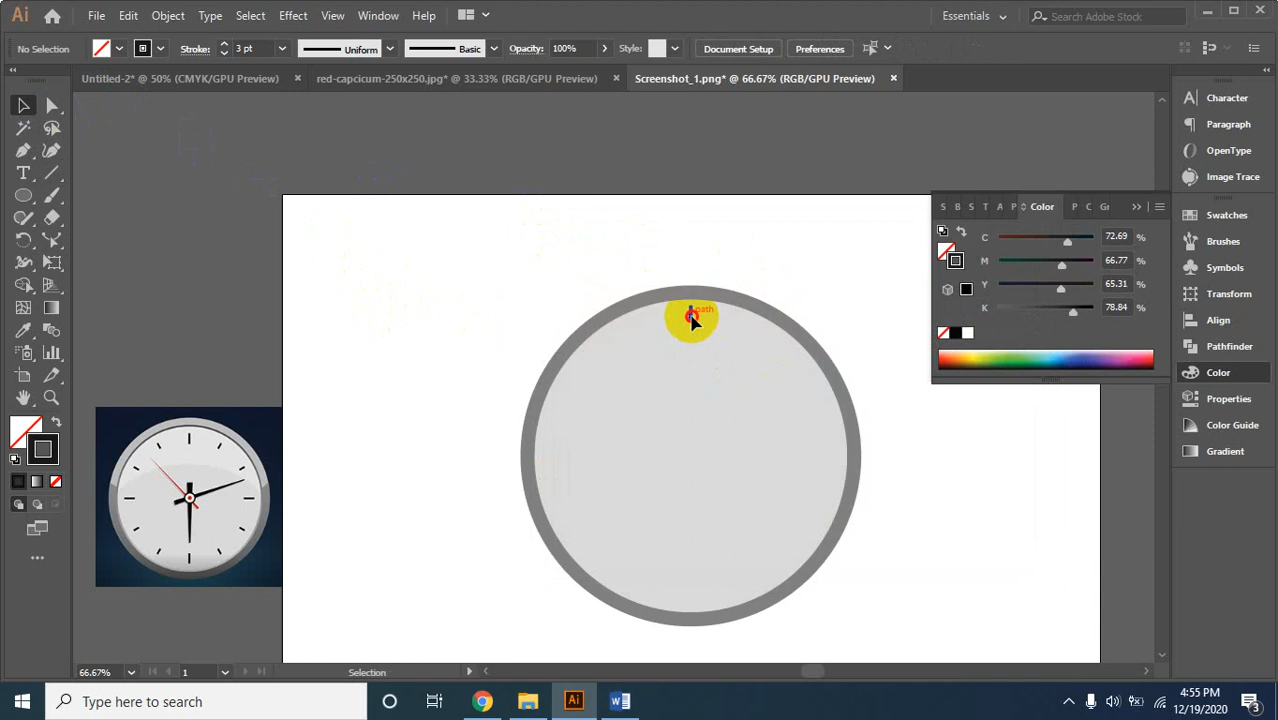 Ai File Edit Object Type Select Effect View Window Help Essentials Search Adobe Stock
No Selection Stroke: 3 pt Uniform Basic Opacity: 100% Style: Document Setup Preferences
Untitled-2* @ 50% (CMYK/GPU Preview) × red-capcicum-250x250.jpg* @ 33.33% (RGB/GPU Preview) × Screenshot_1.png* @ 66.67% (RGB/GPU Preview) ×
Character
Paragraph
OpenType
Image Trace
Swatches
Brushes
Symbols
Transform
Align
Pathfinder
Color
Properties
Color Guide
Gradient
S B S T A P Color P C Gr
C 72.69 %
M 66.77 %
Y 65.31 %
K 78.84 %
path
66.67% 1 Selection
Type here to search
Ai
W
4:55 PM
12/19/2020
3